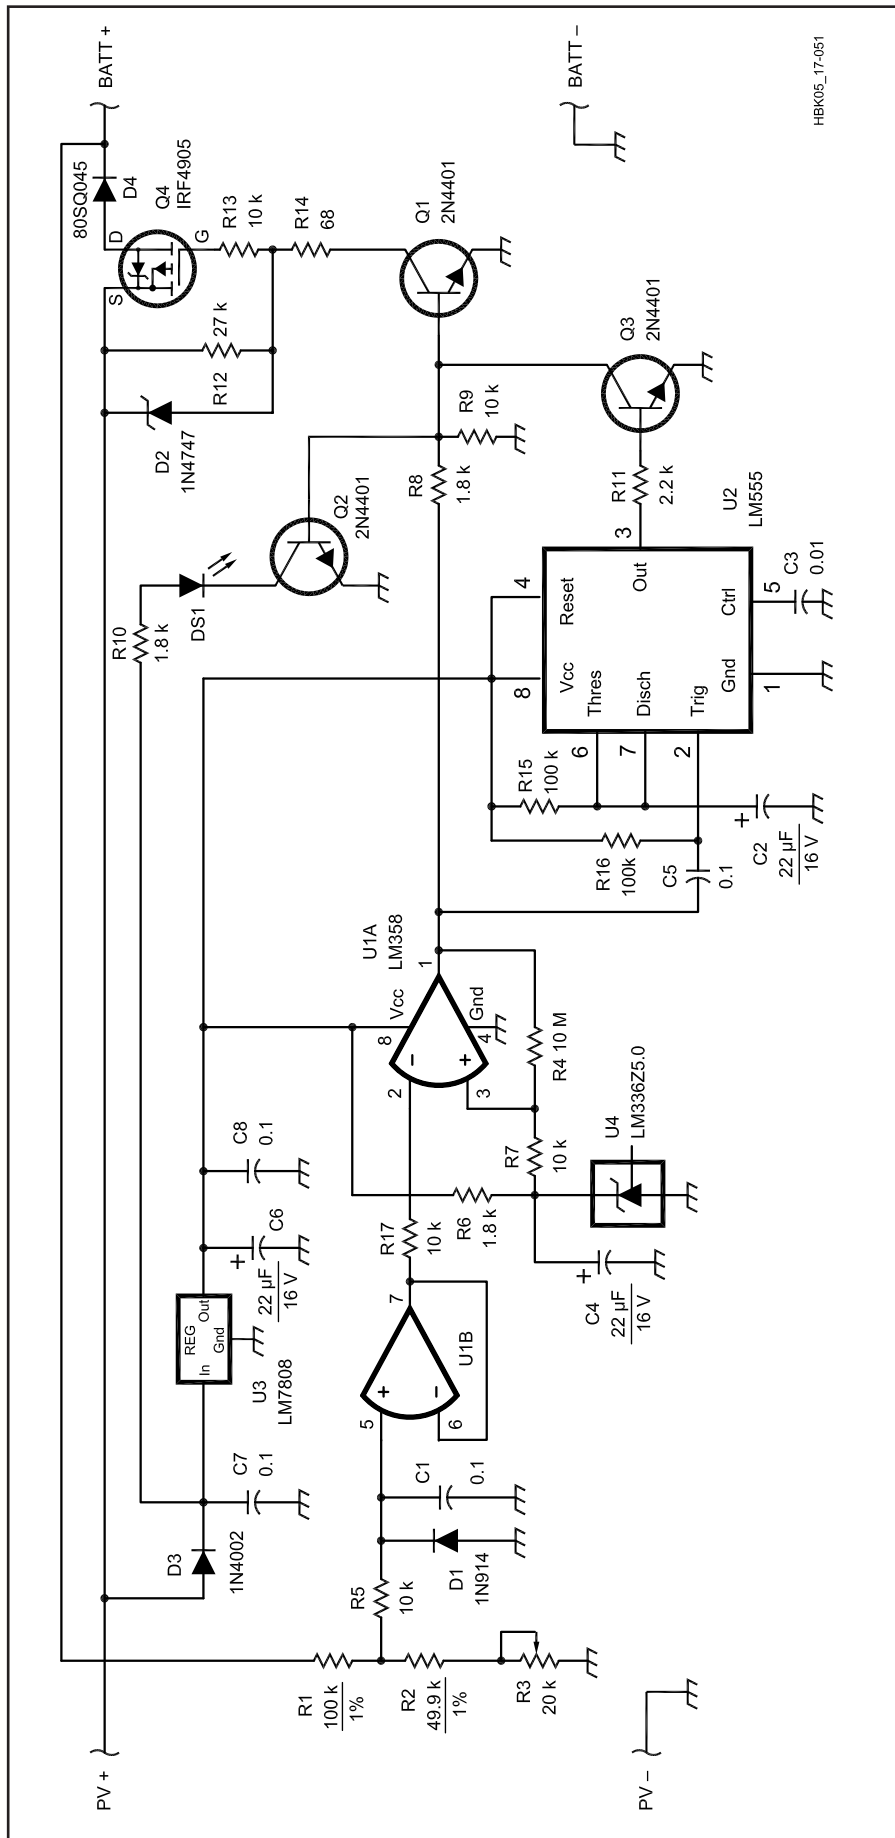 PV +
BATT +
PV –
BATT –
80SQ045
D4
Q4
IRF4905
S
D
G
R13
10 k
R14
68
27 k
R12
D2
1N4747
Q1
2N4401
Q3
2N4401
Q2
2N4401
R9
10 k
R8
1.8 k
R10
1.8 k
DS1
R11
2.2 k
U2
LM555
3
Out
4
Reset
8
Vcc
Thres
6
Disch
7
Trig
2
Gnd
1
Ctrl
5
C3
0.01
R15
100 k
R16
100k
C5
0.1
C2
+
22 µF
16 V
U1A
LM358
1
8
Vcc
4
Gnd
2
–
3
+
R4 10 M
R7
10 k
U4
LM336Z5.0
R6
1.8 k
R17
10 k
C4
+
22 µF
16 V
C8
0.1
C6
+
22 µF
16 V
REG
In
Out
Gnd
U3
LM7808
C7
0.1
D3
1N4002
7
U1B
5
+
6
–
C1
0.1
D1
1N914
R5
10 k
R1
100 k
1%
R2
49.9 k
1%
R3
20 k
HBK05_17-051